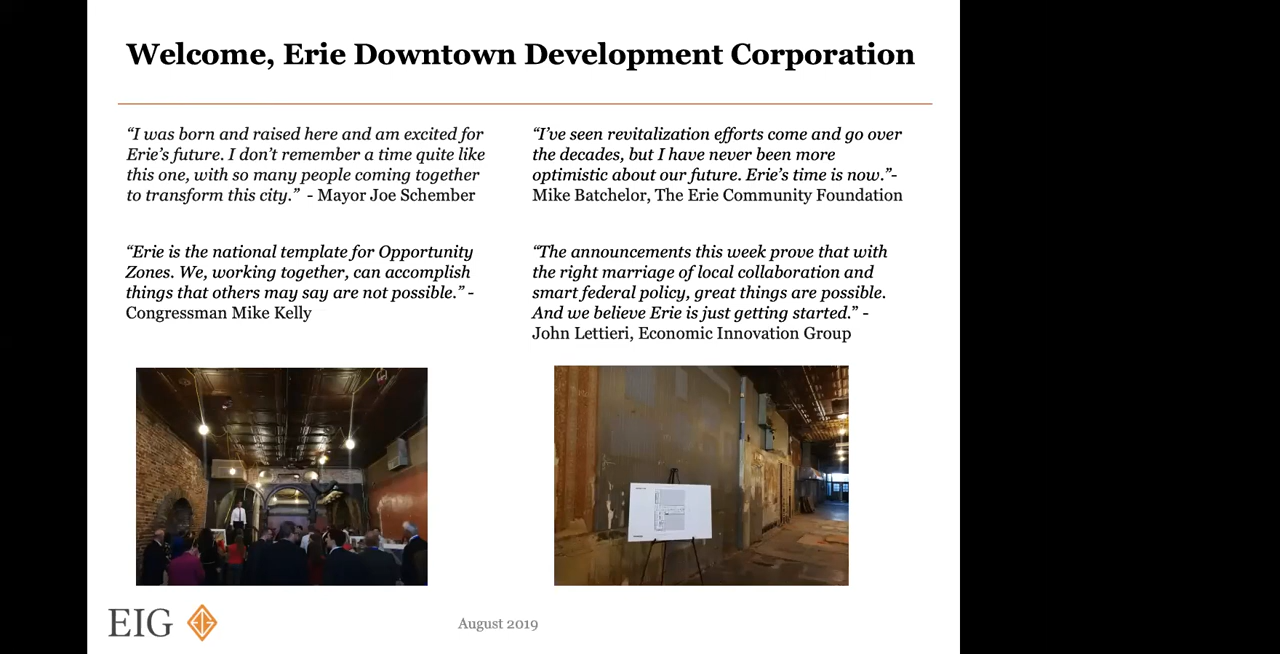 Welcome, Erie Downtown Development Corporation
“I was born and raised here and am excited for
Erie’s future. I don’t remember a time quite like
this one, with so many people coming together
to transform this city.” - Mayor Joe Schember
“I’ve seen revitalization efforts come and go over
the decades, but I have never been more
optimistic about our future. Erie’s time is now.”-
Mike Batchelor, The Erie Community Foundation
“Erie is the national template for Opportunity
Zones. We, working together, can accomplish
things that others may say are not possible.” -
Congressman Mike Kelly
“The announcements this week prove that with
the right marriage of local collaboration and
smart federal policy, great things are possible.
And we believe Erie is just getting started.” -
John Lettieri, Economic Innovation Group
EIG
August 2019